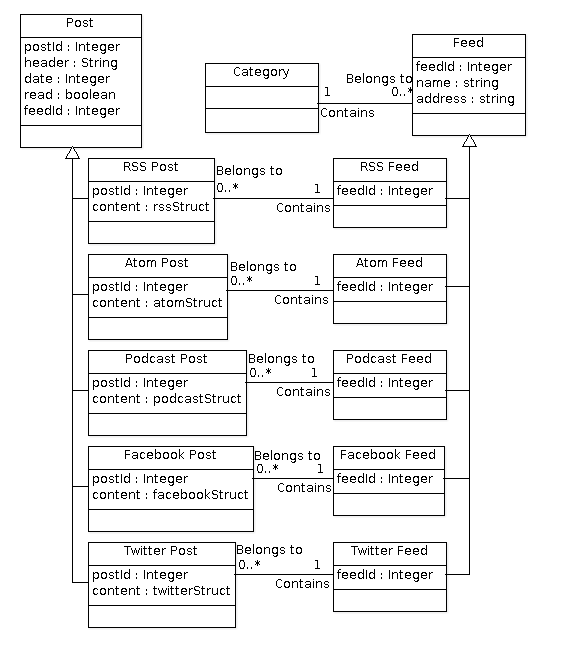 Post
postId : Integer
header : String
date : Integer
read : boolean
feedId : Integer
Category
1
Contains
Belongs to
0..*
Feed
feedId : Integer
name : string
address : string
RSS Post
postId : Integer
content : rssStruct
Belongs to
0..*
1
Contains
RSS Feed
feedId : Integer
Atom Post
postId : Integer
content : atomStruct
Belongs to
0..*
1
Contains
Atom Feed
feedId : Integer
Podcast Post
postId : Integer
content : podcastStruct
Belongs to
0..*
1
Contains
Podcast Feed
feedId : Integer
Facebook Post
postId : Integer
content : facebookStruct
Belongs to
0..*
1
Contains
Facebook Feed
feedId : Integer
Twitter Post
postId : Integer
content : twitterStruct
Belongs to
0..*
1
Contains
Twitter Feed
feedId : Integer